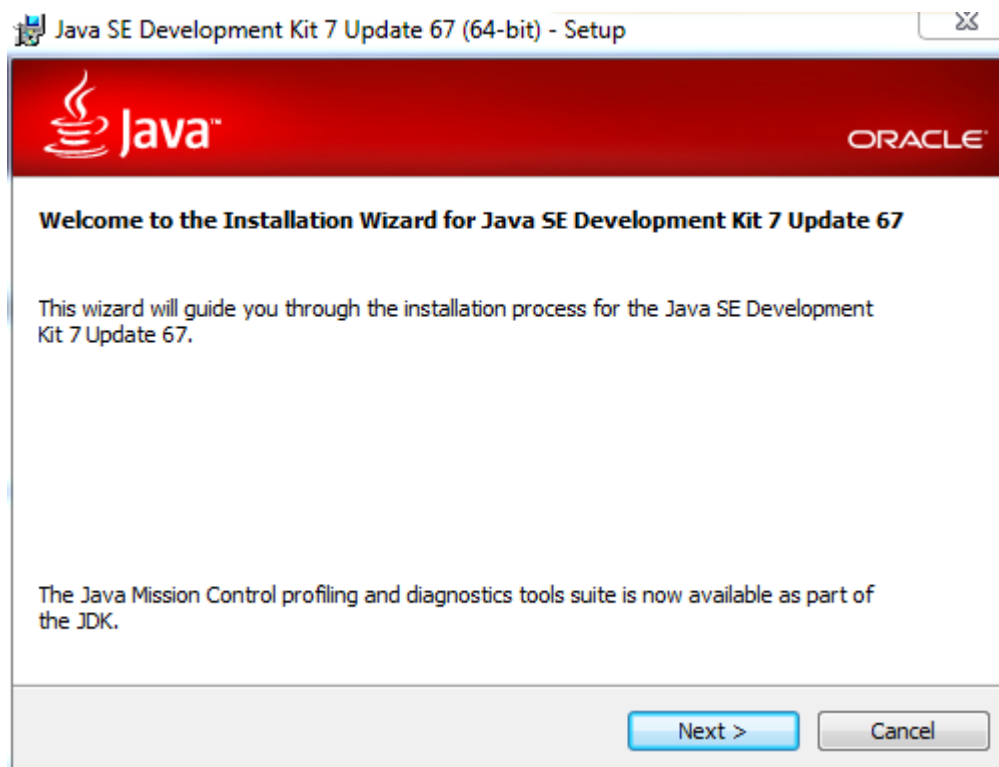 Java SE Development Kit 7 Update 67 (64-bit) - Setup
Java™
ORACLE
Welcome to the Installation Wizard for Java SE Development Kit 7 Update 67
This wizard will guide you through the installation process for the Java SE Development
Kit 7 Update 67.
The Java Mission Control profiling and diagnostics tools suite is now available as part of
the JDK.
Next >
Cancel